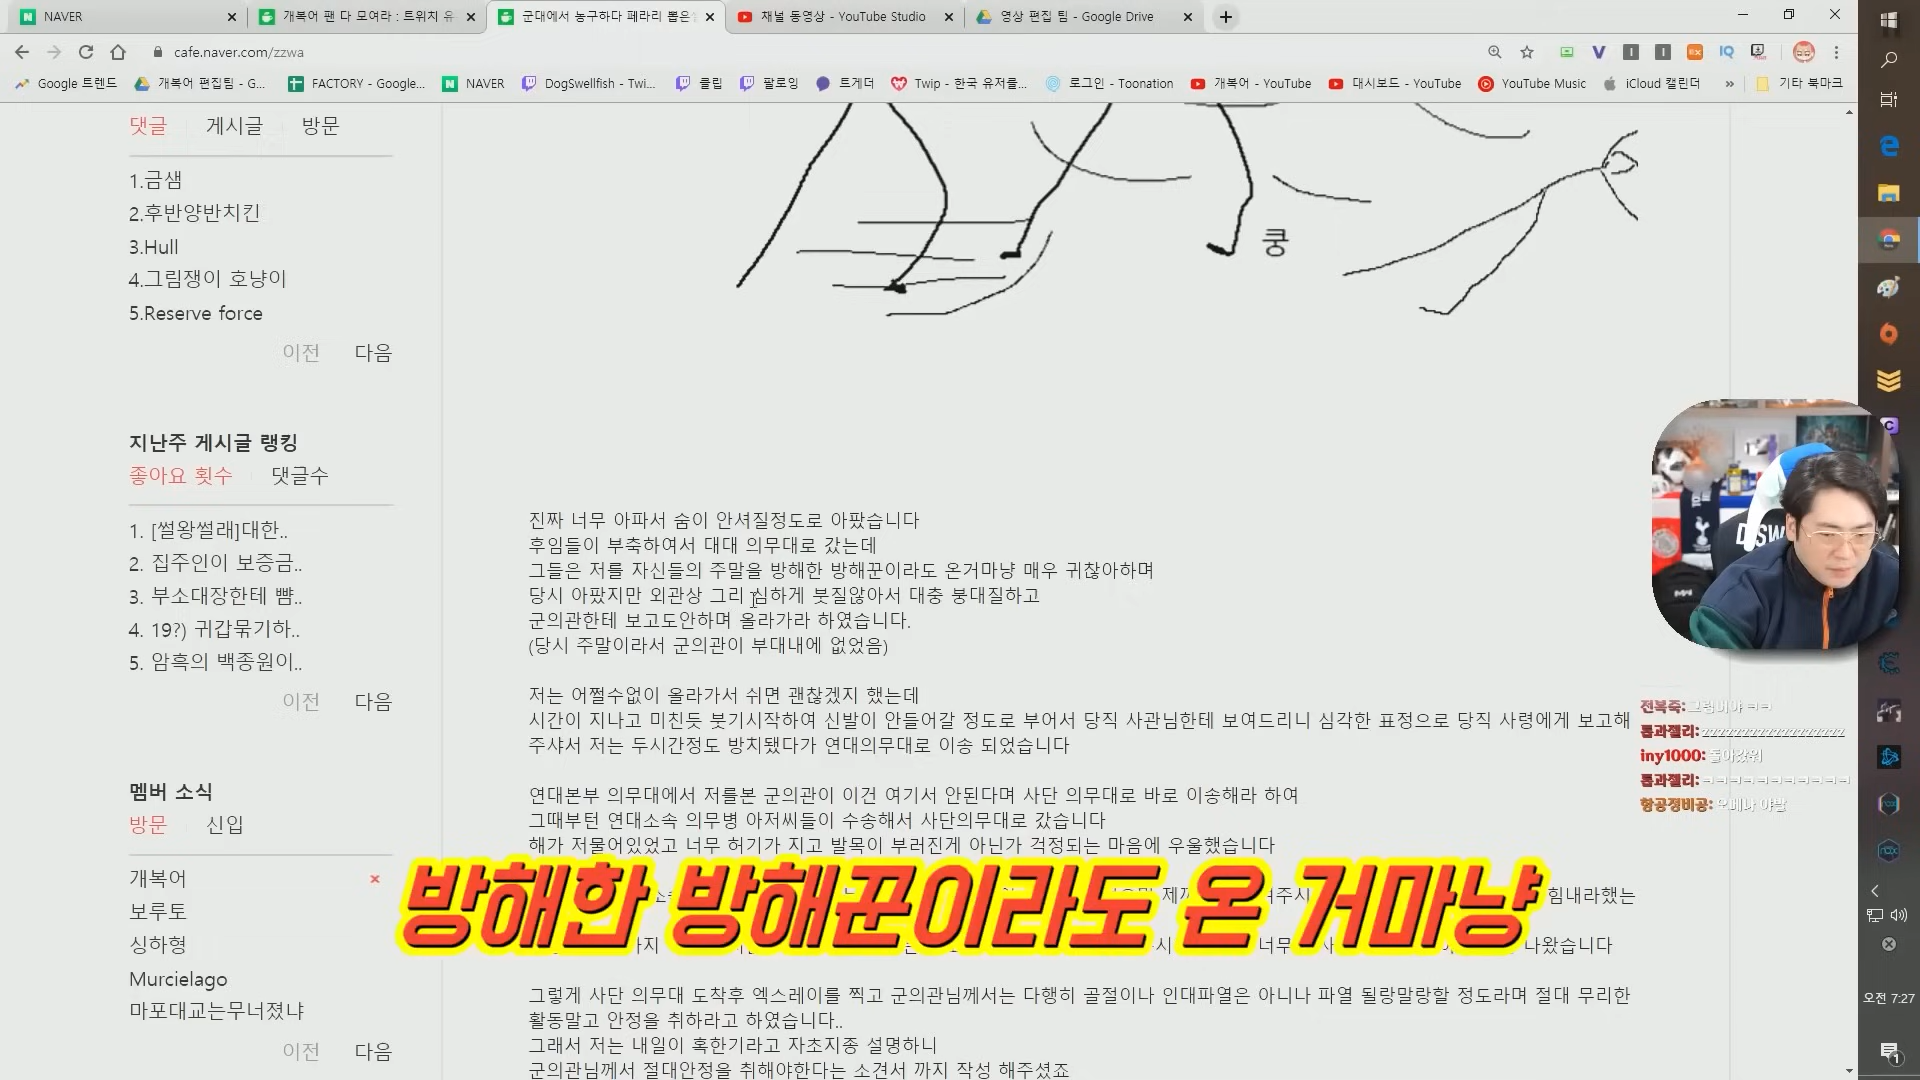 NAVER
개복어 팬 다 모여라 : 트위치 유
군대에서 농구하다 페라리 뽑은
채널 동영상 - YouTube Studio
영상 편집 팀 - Google Drive
cafe.naver.com/zzwa
Google 트렌드
개복어 편집팀 - G...
FACTORY - Google...
NAVER
DogSwellfish - Twi...
클립
팔로잉
트게더
Twip - 한국 유저를...
로그인 - Toonation
개복어 - YouTube
대시보드 - YouTube
YouTube Music
iCloud 캘린더
기타 북마크
댓글 게시글 방문
1.금샘
2.후반양반치킨
3.Hull
4.그림쟁이 호냥이
5.Reserve force
이전 다음
쿵
지난주 게시글 랭킹
좋아요 횟수 댓글수
1. [썰왕썰래]대한..
2. 집주인이 보증금..
3. 부소대장한테 뺨..
4. 19?) 귀갑묶기하..
5. 암흑의 백종원이..
이전 다음
멤버 소식
방문 신입
개복어
보루토
싱하형
Murcielago
마포대교는무너졌냐
이전 다음
진짜 너무 아파서 숨이 안셔질정도로 아팠습니다
후임들이 부축하여서 대대 의무대로 갔는데
그들은 저를 자신들의 주말을 방해한 방해꾼이라도 온거마냥 매우 귀찮아하며
당시 아팠지만 외관상 그리 심하게 붓질않아서 대충 붕대질하고
군의관한테 보고도안하며 올라가라 하였습니다.
(당시 주말이라서 군의관이 부대내에 없었음)
저는 어쩔수없이 올라가서 쉬면 괜찮겠지 했는데
시간이 지나고 미친듯 붓기시작하여 신발이 안들어갈 정도로 부어서 당직 사관님한테 보여드리니 심각한 표정으로 당직 사령에게 보고해
주샤서 저는 두시간정도 방치됐다가 연대의무대로 이송 되었습니다
연대본부 의무대에서 저를본 군의관이 이건 여기서 안된다며 사단 의무대로 바로 이송해라 하여
그때부턴 연대소속 의무병 아저씨들이 수송해서 사단의무대로 갔습니다
해가 저물어있었고 너무 허기가 지고 발목이 부러진게 아닌가 걱정되는 마음에 우울했습니다
힘내라했는
나왔습니다
그렇게 사단 의무대 도착후 엑스레이를 찍고 군의관님께서는 다행히 골절이나 인대파열은 아니나 파열 될랑말랑할 정도라며 절대 무리한
활동말고 안정을 취하라고 하였습니다..
그래서 저는 내일이 혹한기라고 자초지종 설명하니
군의관님께서 절대안정을 취해야한다는 소견서 까지 작성 해주셨죠
방해한 방해꾼이라도 온 거마냥
전복죽:
톰과젤리: zzzzzzzzzzzzzzzzzz
iny1000: 돌아갔워
톰과젤리: ㅋㅋㅋㅋㅋㅋㅋㅋㅋㅋㅋ
항공정비공:
오전 7:27